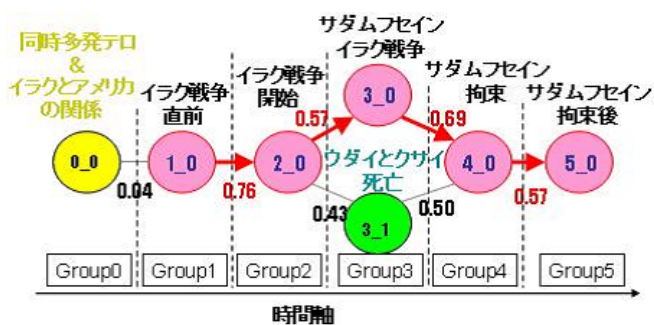 同時多発テロ
&
イラクとアメリカ
の関係
イラク戦争
直前
イラク戦争
開始
サダムフセイン
イラク戦争
サダムフセイン
拘束
サダムフセイン
拘束後
0_0
1_0
2_0
3_0
4_0
5_0
ウダイとクサイ
死亡
3_1
0.04
0.76
0.57
0.43
0.69
0.50
0.57
Group0
Group1
Group2
Group3
Group4
Group5
時間軸